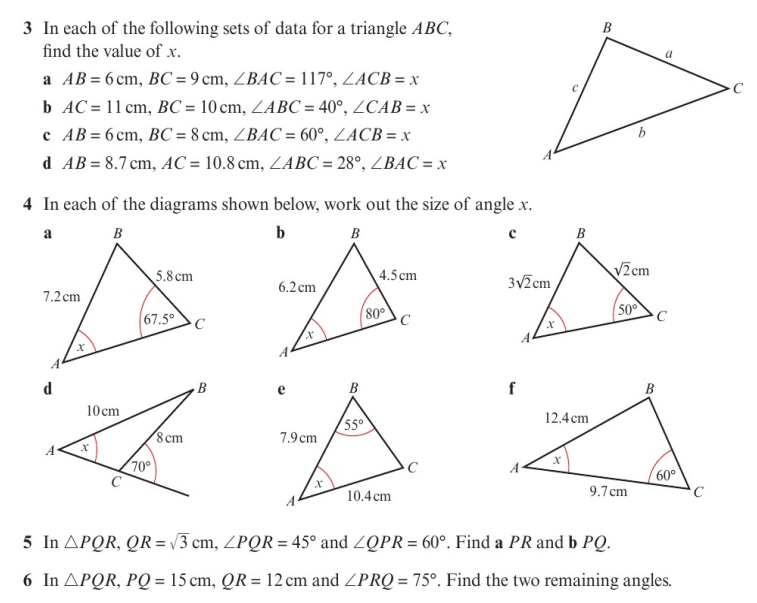 3 In each of the following sets of data for a triangle ABC,
find the value of x.
a AB = 6 cm, BC = 9 cm, ∠BAC = 117°, ∠ACB = x
b AC = 11 cm, BC = 10 cm, ∠ABC = 40°, ∠CAB = x
c AB = 6 cm, BC = 8 cm, ∠BAC = 60°, ∠ACB = x
d AB = 8.7 cm, AC = 10.8 cm, ∠ABC = 28°, ∠BAC = x
B
a
c
C
b
A
4 In each of the diagrams shown below, work out the size of angle x.
a
B
5.8 cm
7.2 cm
67.5°
C
x
A
b
B
4.5 cm
6.2 cm
80°
C
x
A
c
B
√2 cm
3√2 cm
50°
C
x
A
d
B
10 cm
8 cm
A
x
70°
C
e
B
55°
7.9 cm
C
x
A
10.4 cm
f
B
12.4 cm
A
x
60°
9.7 cm
C
5 In △PQR, QR = √3 cm, ∠PQR = 45° and ∠QPR = 60°. Find a PR and b PQ.
6 In △PQR, PQ = 15 cm, QR = 12 cm and ∠PRQ = 75°. Find the two remaining angles.